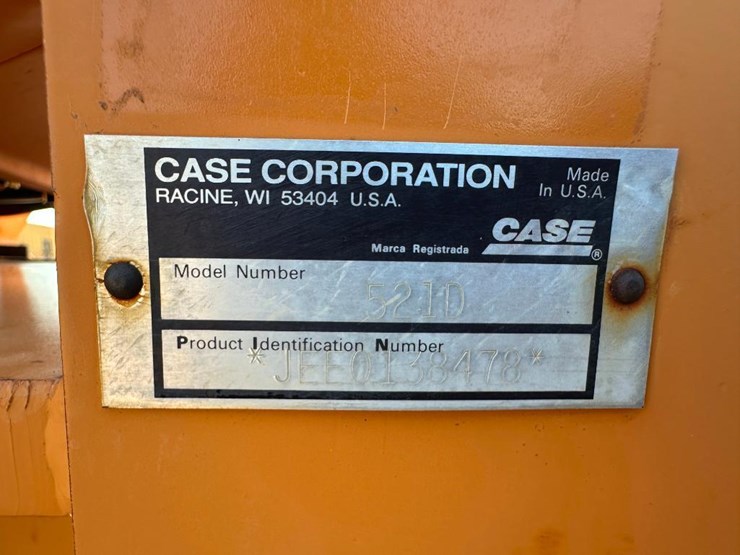 CASE CORPORATION
RACINE, WI 53404 U.S.A.
Made
In U.S.A.
Marca Registrada
CASE
®
Model Number
521D
Product Identification Number
*JEE0138478*